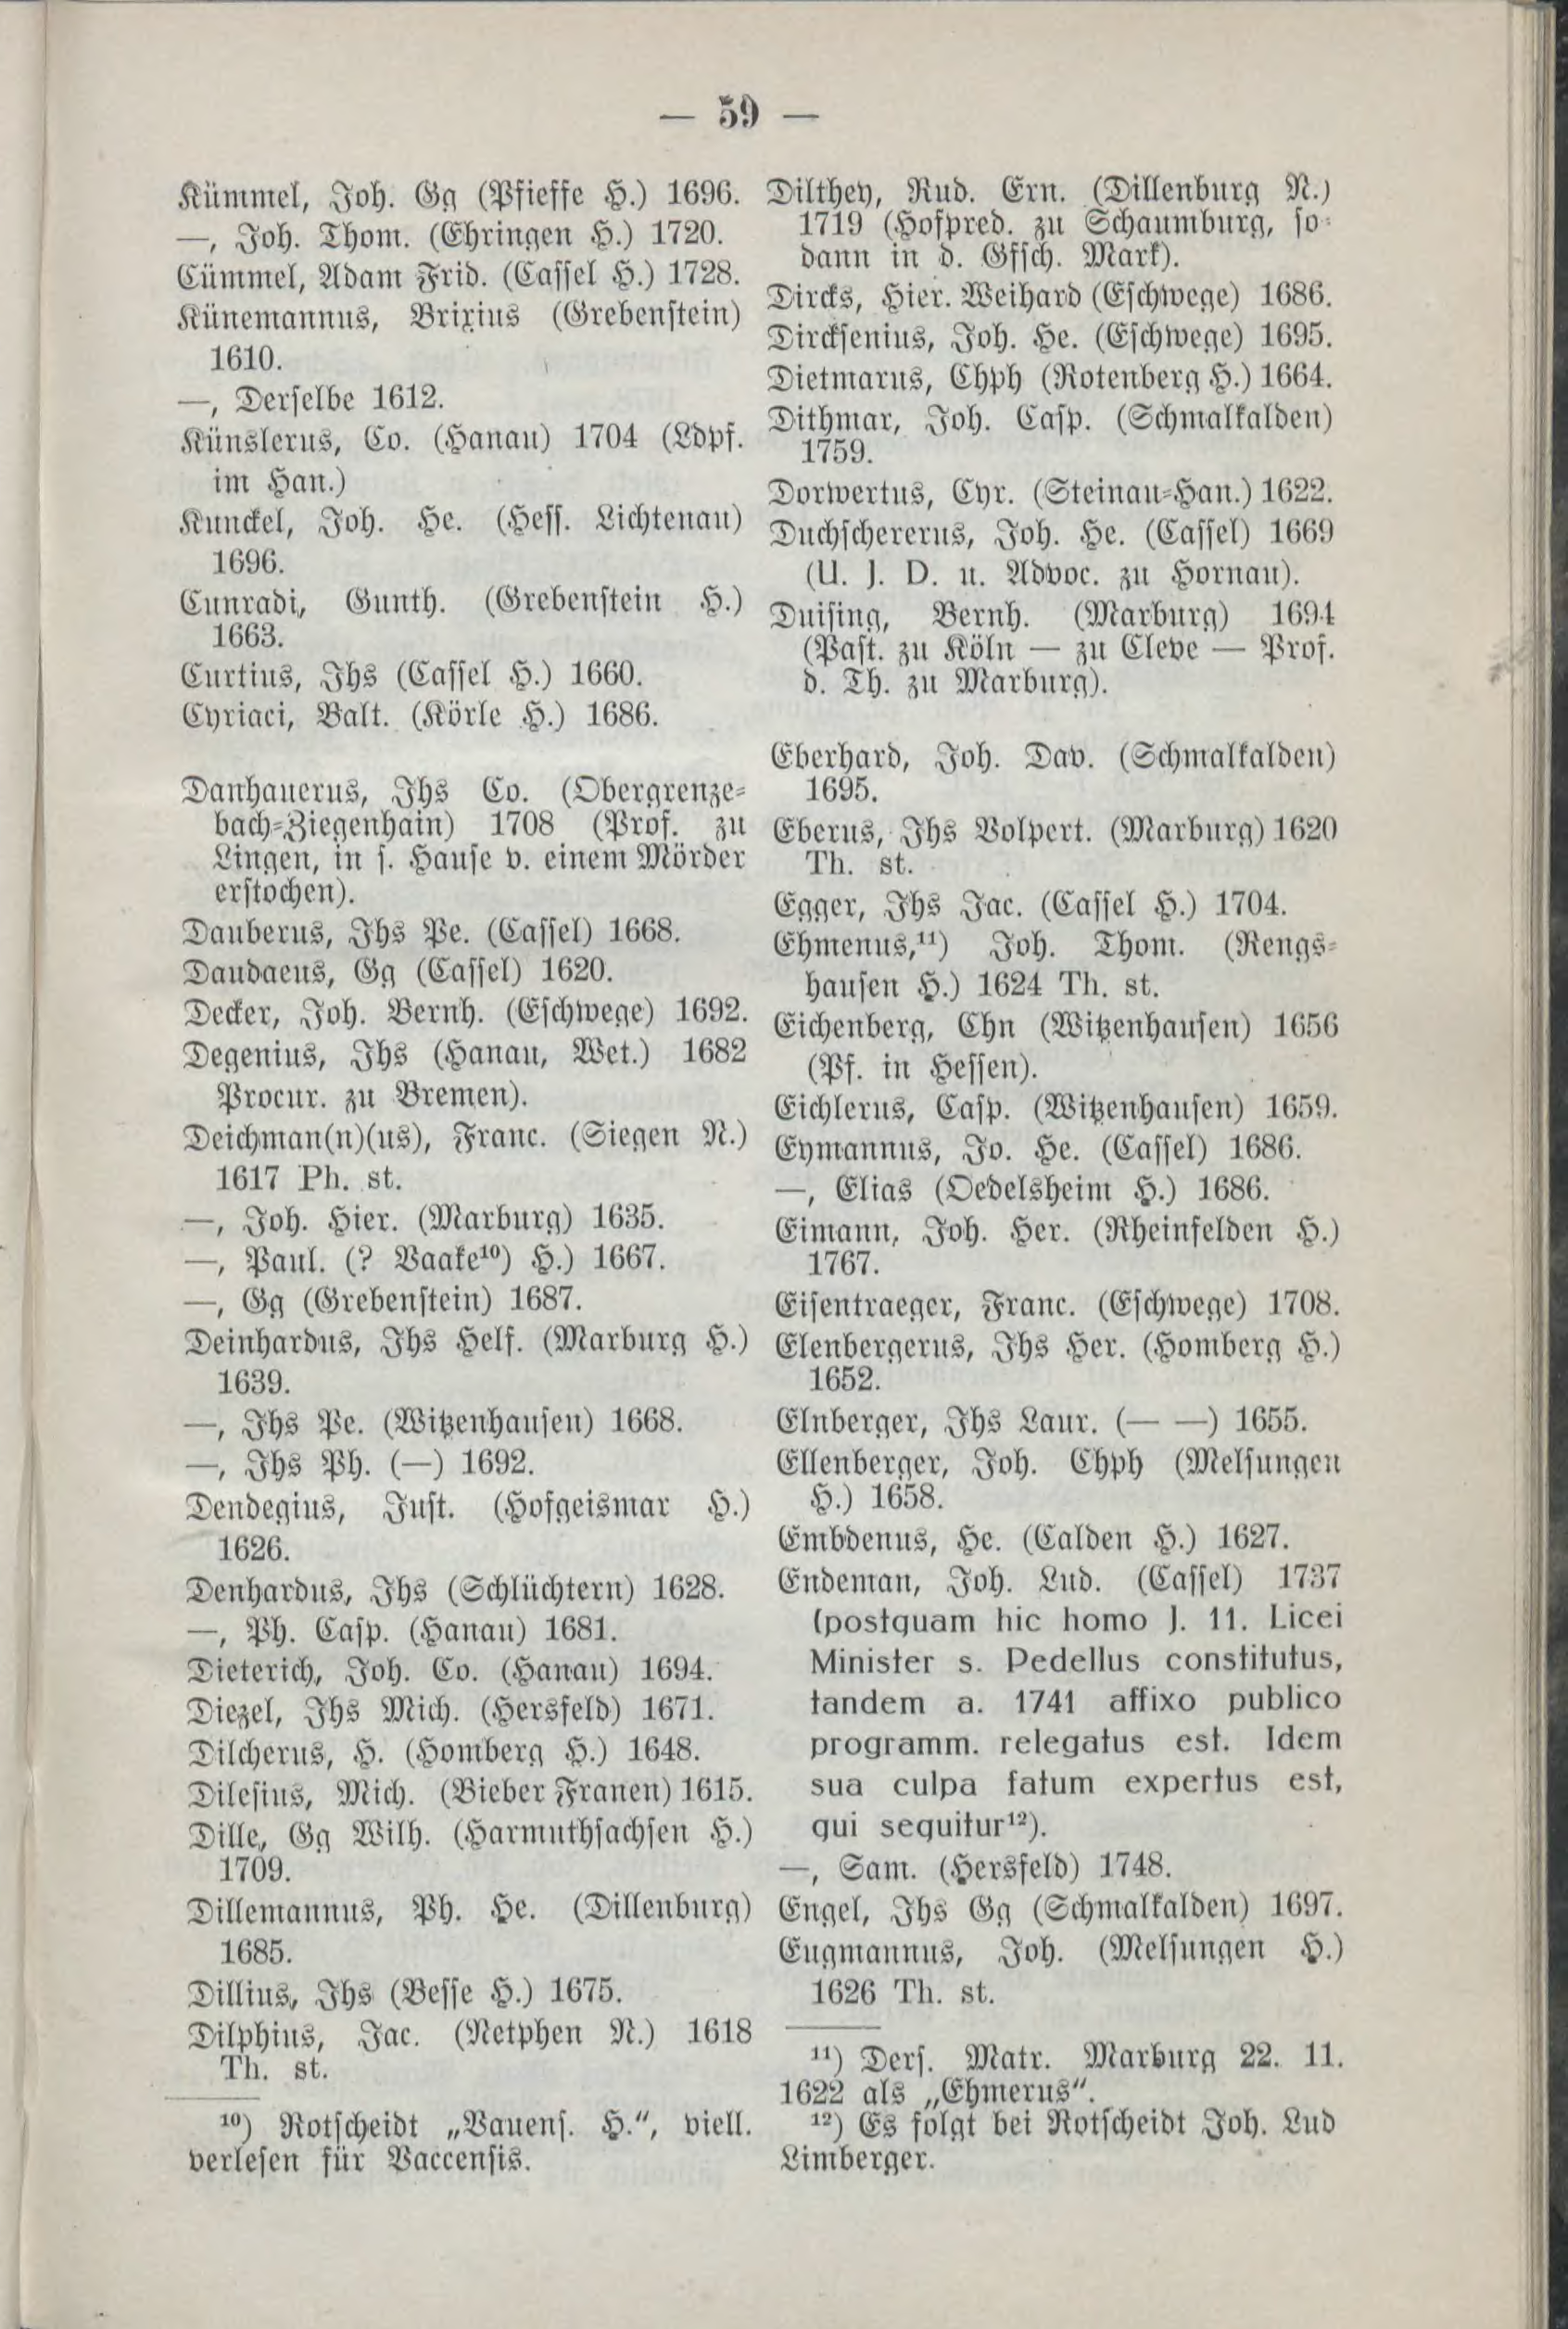 — 59 —
Kümmel, Joh. Gg (Pfieffe H.) 1696.
—, Joh. Thom. (Ehringen H.) 1720.
Cümmel, Adam Frid. (Cassel H.) 1728.
Künemannus, Brixius (Grebenstein)
1610.
—, Derselbe 1612.
Künslerus, Co. (Hanau) 1704 (Ldpf.
im Han.)
Kunckel, Joh. He. (Hess. Lichtenau)
1696.
Cunradi, Gunth. (Grebenstein H.)
1663.
Curtius, Jhs (Cassel H.) 1660.
Cyriaci, Balt. (Körle H.) 1686.
Danhauerus, Jhs Co. (Obergrenze-
bach-Ziegenhain) 1708 (Prof. zu
Lingen, in s. Hause v. einem Mörder
erstochen).
Dauberus, Jhs Pe. (Cassel) 1668.
Daudaeus, Gg (Cassel) 1620.
Decker, Joh. Bernh. (Eschwege) 1692.
Degenius, Jhs (Hanau, Wet.) 1682
Procur. zu Bremen).
Deichman(n)(us), Franc. (Siegen N.)
1617 Ph. st.
—, Joh. Hier. (Marburg) 1635.
—, Paul. (? Vaake¹⁰) H.) 1667.
—, Gg (Grebenstein) 1687.
Deinhardus, Jhs Helf. (Marburg H.)
1639.
—, Jhs Pe. (Witzenhausen) 1668.
—, Jhs Ph. (—) 1692.
Dendegius, Just. (Hofgeismar H.)
1626.
Denhardus, Jhs (Schlüchtern) 1628.
—, Ph. Casp. (Hanau) 1681.
Dieterich, Joh. Co. (Hanau) 1694.
Diezel, Jhs Mich. (Hersfeld) 1671.
Dilcherus, H. (Homberg H.) 1648.
Dilesius, Mich. (Bieber Franen) 1615.
Dille, Gg Wilh. (Harmuthsachsen H.)
1709.
Dillemannus, Ph. He. (Dillenburg)
1685.
Dillius, Jhs (Besse H.) 1675.
Dilphius, Jac. (Netphen N.) 1618
Th. st.
¹⁰) Rotscheidt „Vauens. H.“, viell.
verlesen für Vaccensis.
Dilthey, Rud. Ern. (Dillenburg N.)
1719 (Hofpred. zu Schaumburg, so-
dann in d. Gfsch. Mark).
Dircks, Hier. Weihard (Eschwege) 1686.
Dircksenius, Joh. He. (Eschwege) 1695.
Dietmarus, Chph (Rotenberg H.) 1664.
Dithmar, Joh. Casp. (Schmalkalden)
1759.
Dorwertus, Cyr. (Steinau-Han.) 1622.
Duchschererus, Joh. He. (Cassel) 1669
(U. J. D. u. Advoc. zu Hornau).
Duising, Bernh. (Marburg) 1694
(Past. zu Köln — zu Cleve — Prof.
d. Th. zu Marburg).
Eberhard, Joh. Dav. (Schmalkalden)
1695.
Eberus, Jhs Volpert. (Marburg) 1620
Th. st.
Egger, Jhs Jac. (Cassel H.) 1704.
Ehmenus,¹¹) Joh. Thom. (Rengs-
hausen H.) 1624 Th. st.
Eichenberg, Chn (Witzenhausen) 1656
(Pf. in Hessen).
Eichlerus, Casp. (Witzenhausen) 1659.
Eymannus, Jo. He. (Cassel) 1686.
—, Elias (Oedelsheim H.) 1686.
Eimann, Joh. Her. (Rheinfelden H.)
1767.
Eisentraeger, Franc. (Eschwege) 1708.
Elenbergerus, Jhs Her. (Homberg H.)
1652.
Elnberger, Jhs Laur. (— —) 1655.
Ellenberger, Joh. Chph (Melsungen
H.) 1658.
Embdenus, He. (Calden H.) 1627.
Endeman, Joh. Lud. (Cassel) 1737
(postquam hic homo J. 11. Licei
Minister s. Pedellus constitutus,
tandem a. 1741 affixo publico
programm. relegatus est. Idem
sua culpa fatum expertus est,
qui sequitur¹²).
—, Sam. (Hersfeld) 1748.
Engel, Jhs Gg (Schmalkalden) 1697.
Eugmannus, Joh. (Melsungen H.)
1626 Th. st.
¹¹) Ders. Matr. Marburg 22. 11.
1622 als „Ehmerus“.
¹²) Es folgt bei Rotscheidt Joh. Lud
Limberger.